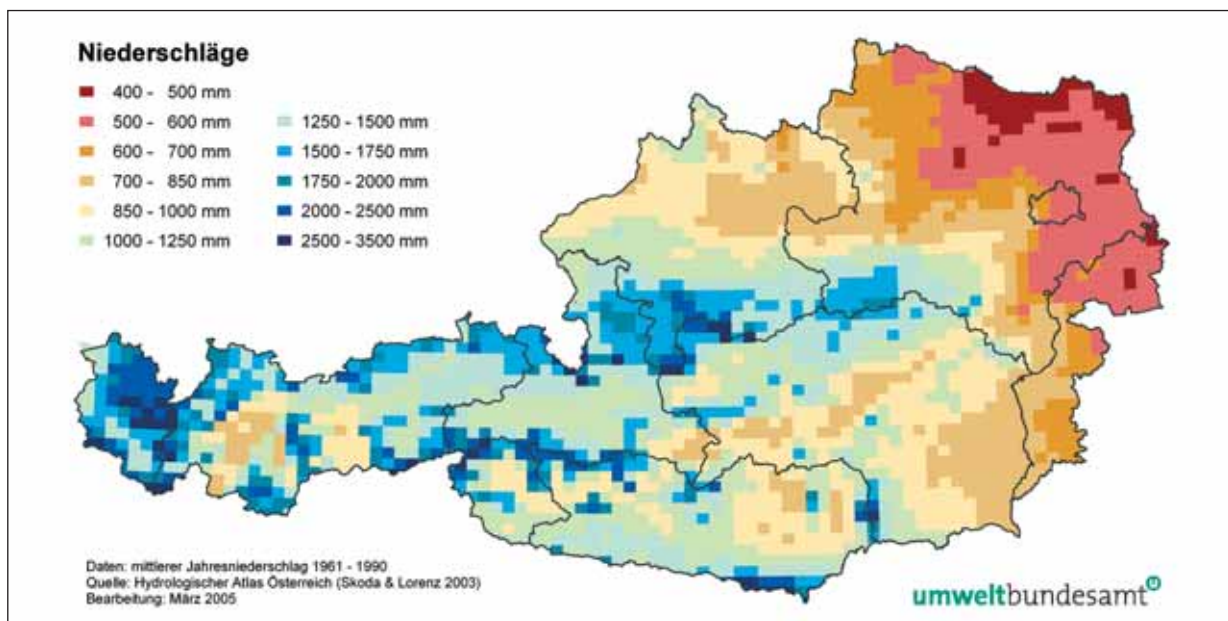 Niederschläge
400 - 500 mm
500 - 600 mm
600 - 700 mm
700 - 850 mm
850 - 1000 mm
1000 - 1250 mm
1250 - 1500 mm
1500 - 1750 mm
1750 - 2000 mm
2000 - 2500 mm
2500 - 3500 mm
Daten: mittlerer Jahresniederschlag 1961 - 1990
Quelle: Hydrologischer Atlas Österreich (Skoda & Lorenz 2003)
Bearbeitung: März 2005
umweltbundesamt